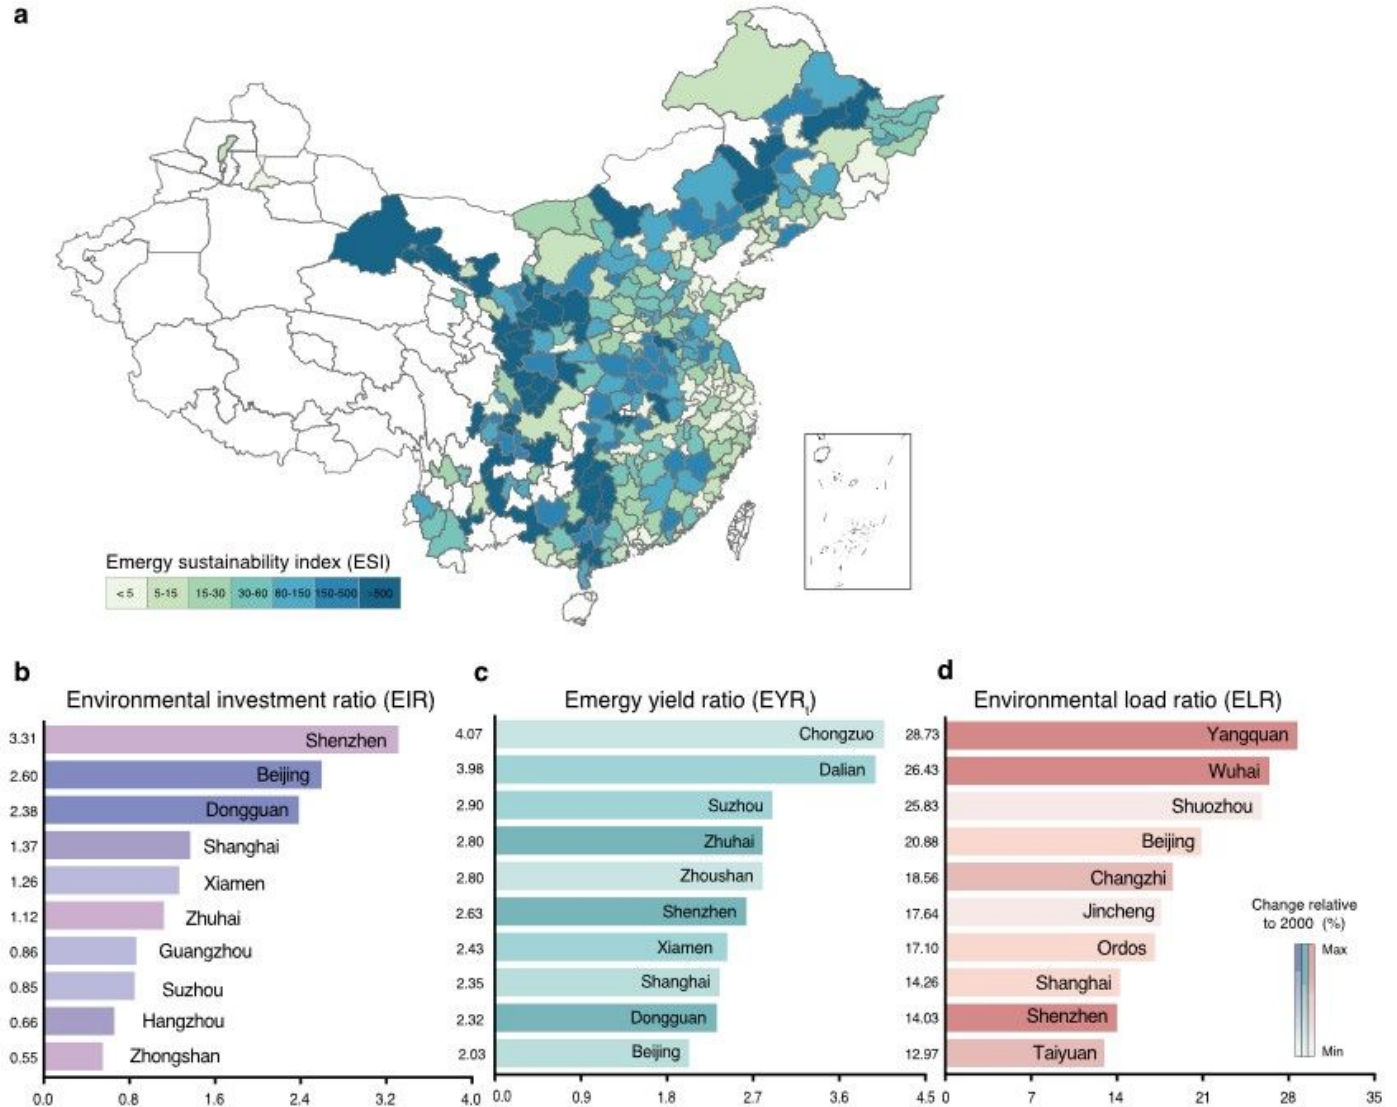 a
Emergy sustainability index (ESI)
< 5 5-15 15-30 30-60 60-150 150-500 >500
b
Environmental investment ratio (EIR)
3.31 Shenzhen
2.60 Beijing
2.38 Dongguan
1.37 Shanghai
1.26 Xiamen
1.12 Zhuhai
0.86 Guangzhou
0.85 Suzhou
0.66 Hangzhou
0.55 Zhongshan
0.0 0.8 1.6 2.4 3.2 4.0
c
Emergy yield ratio (EYRt)
4.07 Chongzuo
3.98 Dalian
2.90 Suzhou
2.80 Zhuhai
2.80 Zhoushan
2.63 Shenzhen
2.43 Xiamen
2.35 Shanghai
2.32 Dongguan
2.03 Beijing
0.0 0.9 1.8 2.7 3.6 4.5
d
Environmental load ratio (ELR)
28.73 Yangquan
26.43 Wuhai
25.83 Shuozhou
20.88 Beijing
18.56 Changzhi
17.64 Jincheng
17.10 Ordos
14.26 Shanghai
14.03 Shenzhen
12.97 Taiyuan
0 7 14 21 28 35
Change relative
to 2000 (%)
Max
Min